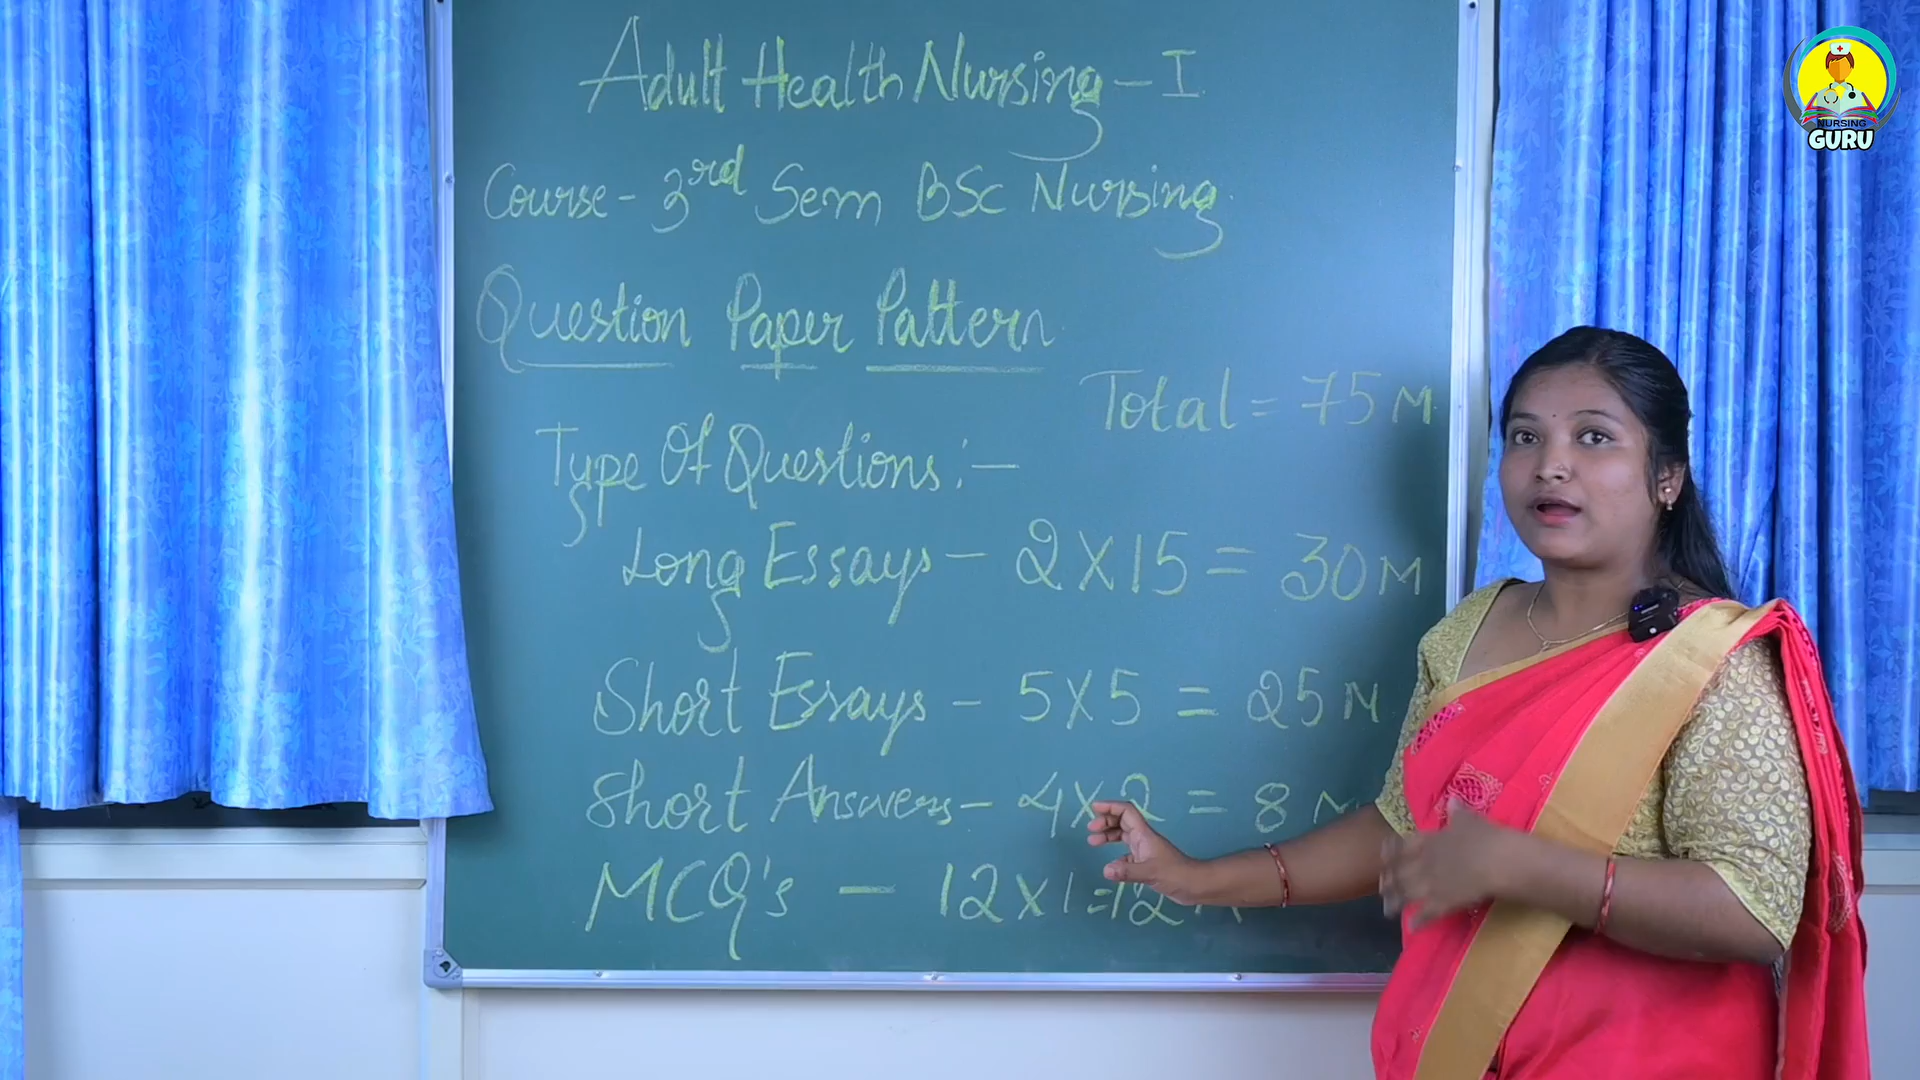 Adult Health Nursing - I
Course - 3rd Sem BSc Nursing
Question Paper Pattern
Total = 75 M
Type Of Questions :-
Long Essays - 2 X 15 = 30 M
Short Essays - 5 X 5 = 25 M
Short Answers - 4 X 2 = 8 M
MCQ's - 12 X 1 = 12 M
NURSING
GURU